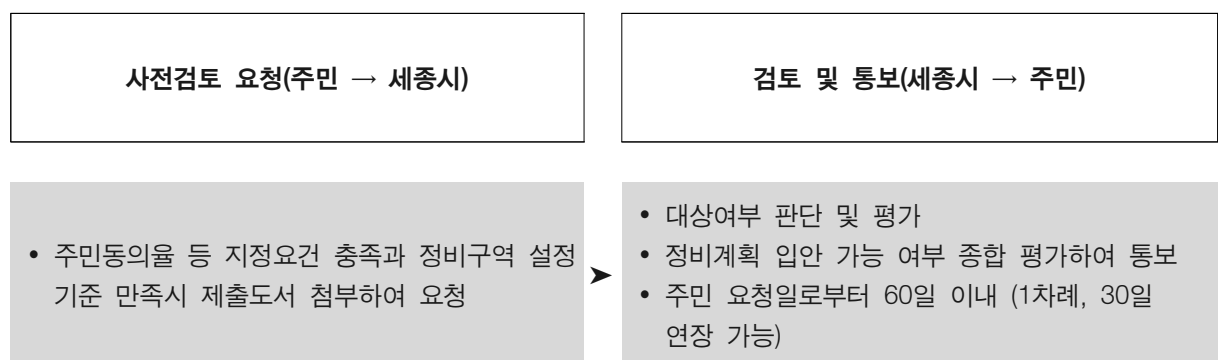 사전검토 요청(주민 → 세종시)
검토 및 통보(세종시 → 주민)
• 주민동의율 등 지정요건 충족과 정비구역 설정
기준 만족시 제출도서 첨부하여 요청
➤
• 대상여부 판단 및 평가
• 정비계획 입안 가능 여부 종합 평가하여 통보
• 주민 요청일로부터 60일 이내 (1차례, 30일
연장 가능)